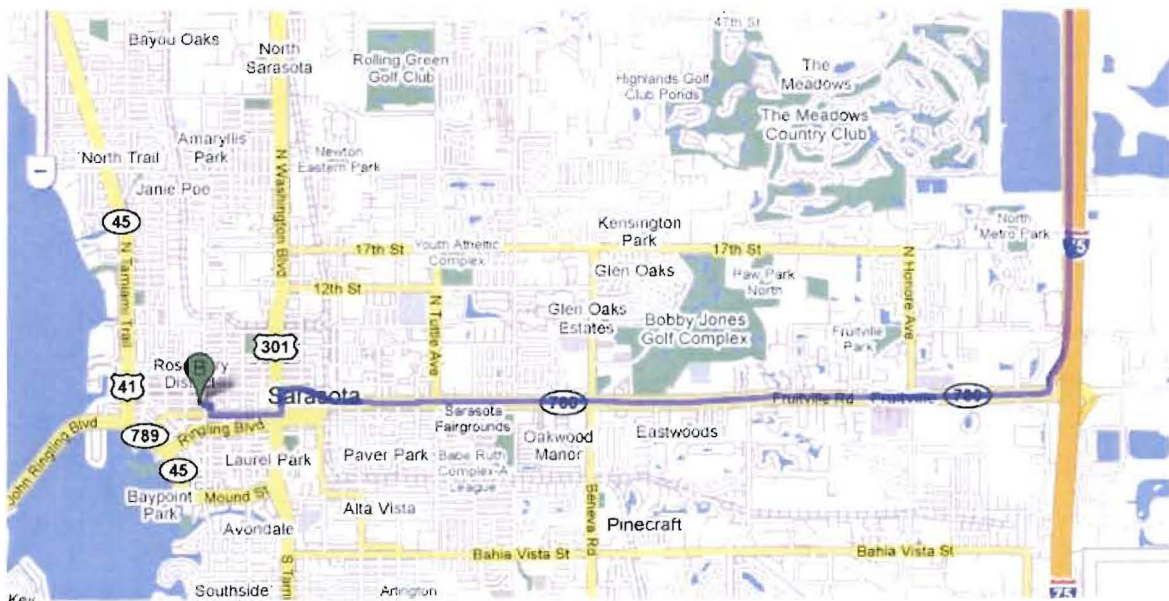 47th St
Bayou Oaks
North
Sarasota
Rolling Green
Golf Club
The
Meadows
Highlands Golf
Club Ponds
The Meadows
Country Club
Amaryllis
Park
Newton
Eastern Park
North Trail
Janie Poe
N Washington Blvd
45
N Tamiami Trail
Kensington
Park
North
Metro Park
17th St
Youth Athletic
Complex
17th St
75
Glen Oaks
Paw Park
North
N Honore Ave
12th St
N Tuttle Ave
Glen Oaks
Estates
Bobby Jones
Golf Complex
Fruitville
Park
301
B
District
41
Sarasota
780
Fruitville Rd
Fruitville
780
Sarasota
Fairgrounds
John Ringling Blvd
789
Ringling Blvd
Oakwood
Manor
Eastwoods
Laurel Park
Paver Park
Babe Ruth
Complex-A
League
45
Baypoint
Park
Mound St
Alta Vista
Beneva Rd
Avondale
Pinecraft
Bahia Vista St
Bahia Vista St
Southside
S Tami
Arlington
75
Key